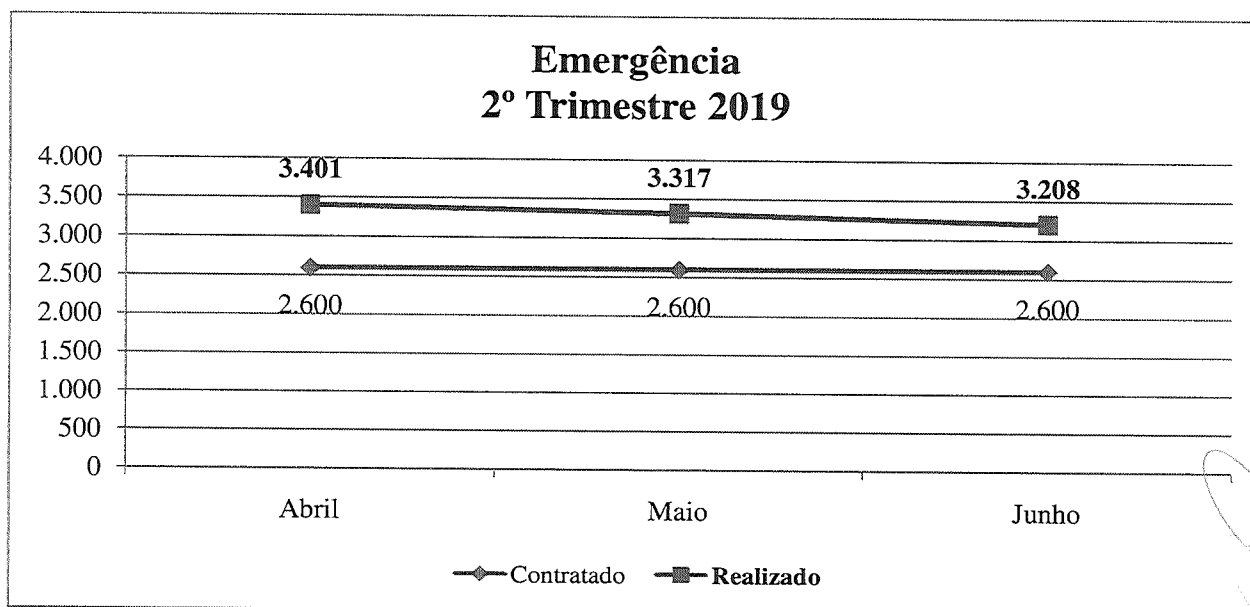 Emergência
2º Trimestre 2019
4.000
3.500
3.000
2.500
2.000
1.500
1.000
500
0
3.401
3.317
3.208
2.600
2.600
2.600
Abril
Maio
Junho
Contratado
Realizado